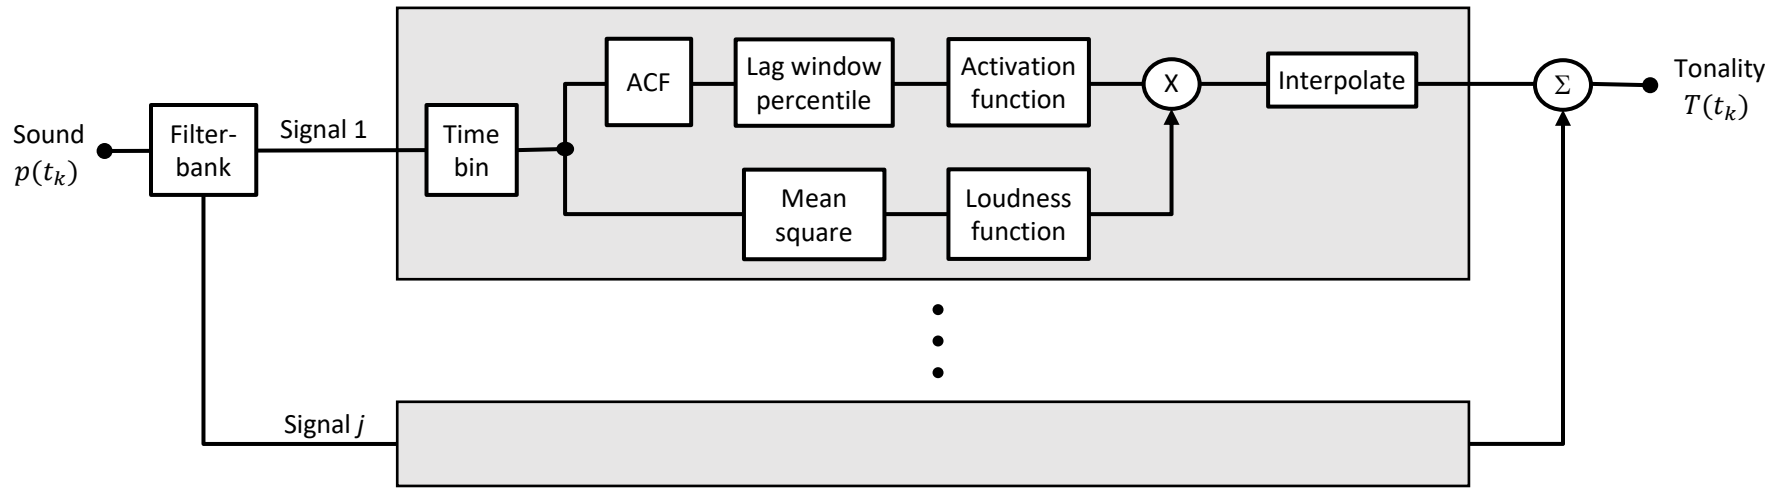 Sound
p(t_k)
Filter-
bank
Signal 1
Time
bin
ACF
Lag window
percentile
Activation
function
X
Interpolate
Σ
Tonality
T(t_k)
Mean
square
Loudness
function
Signal j